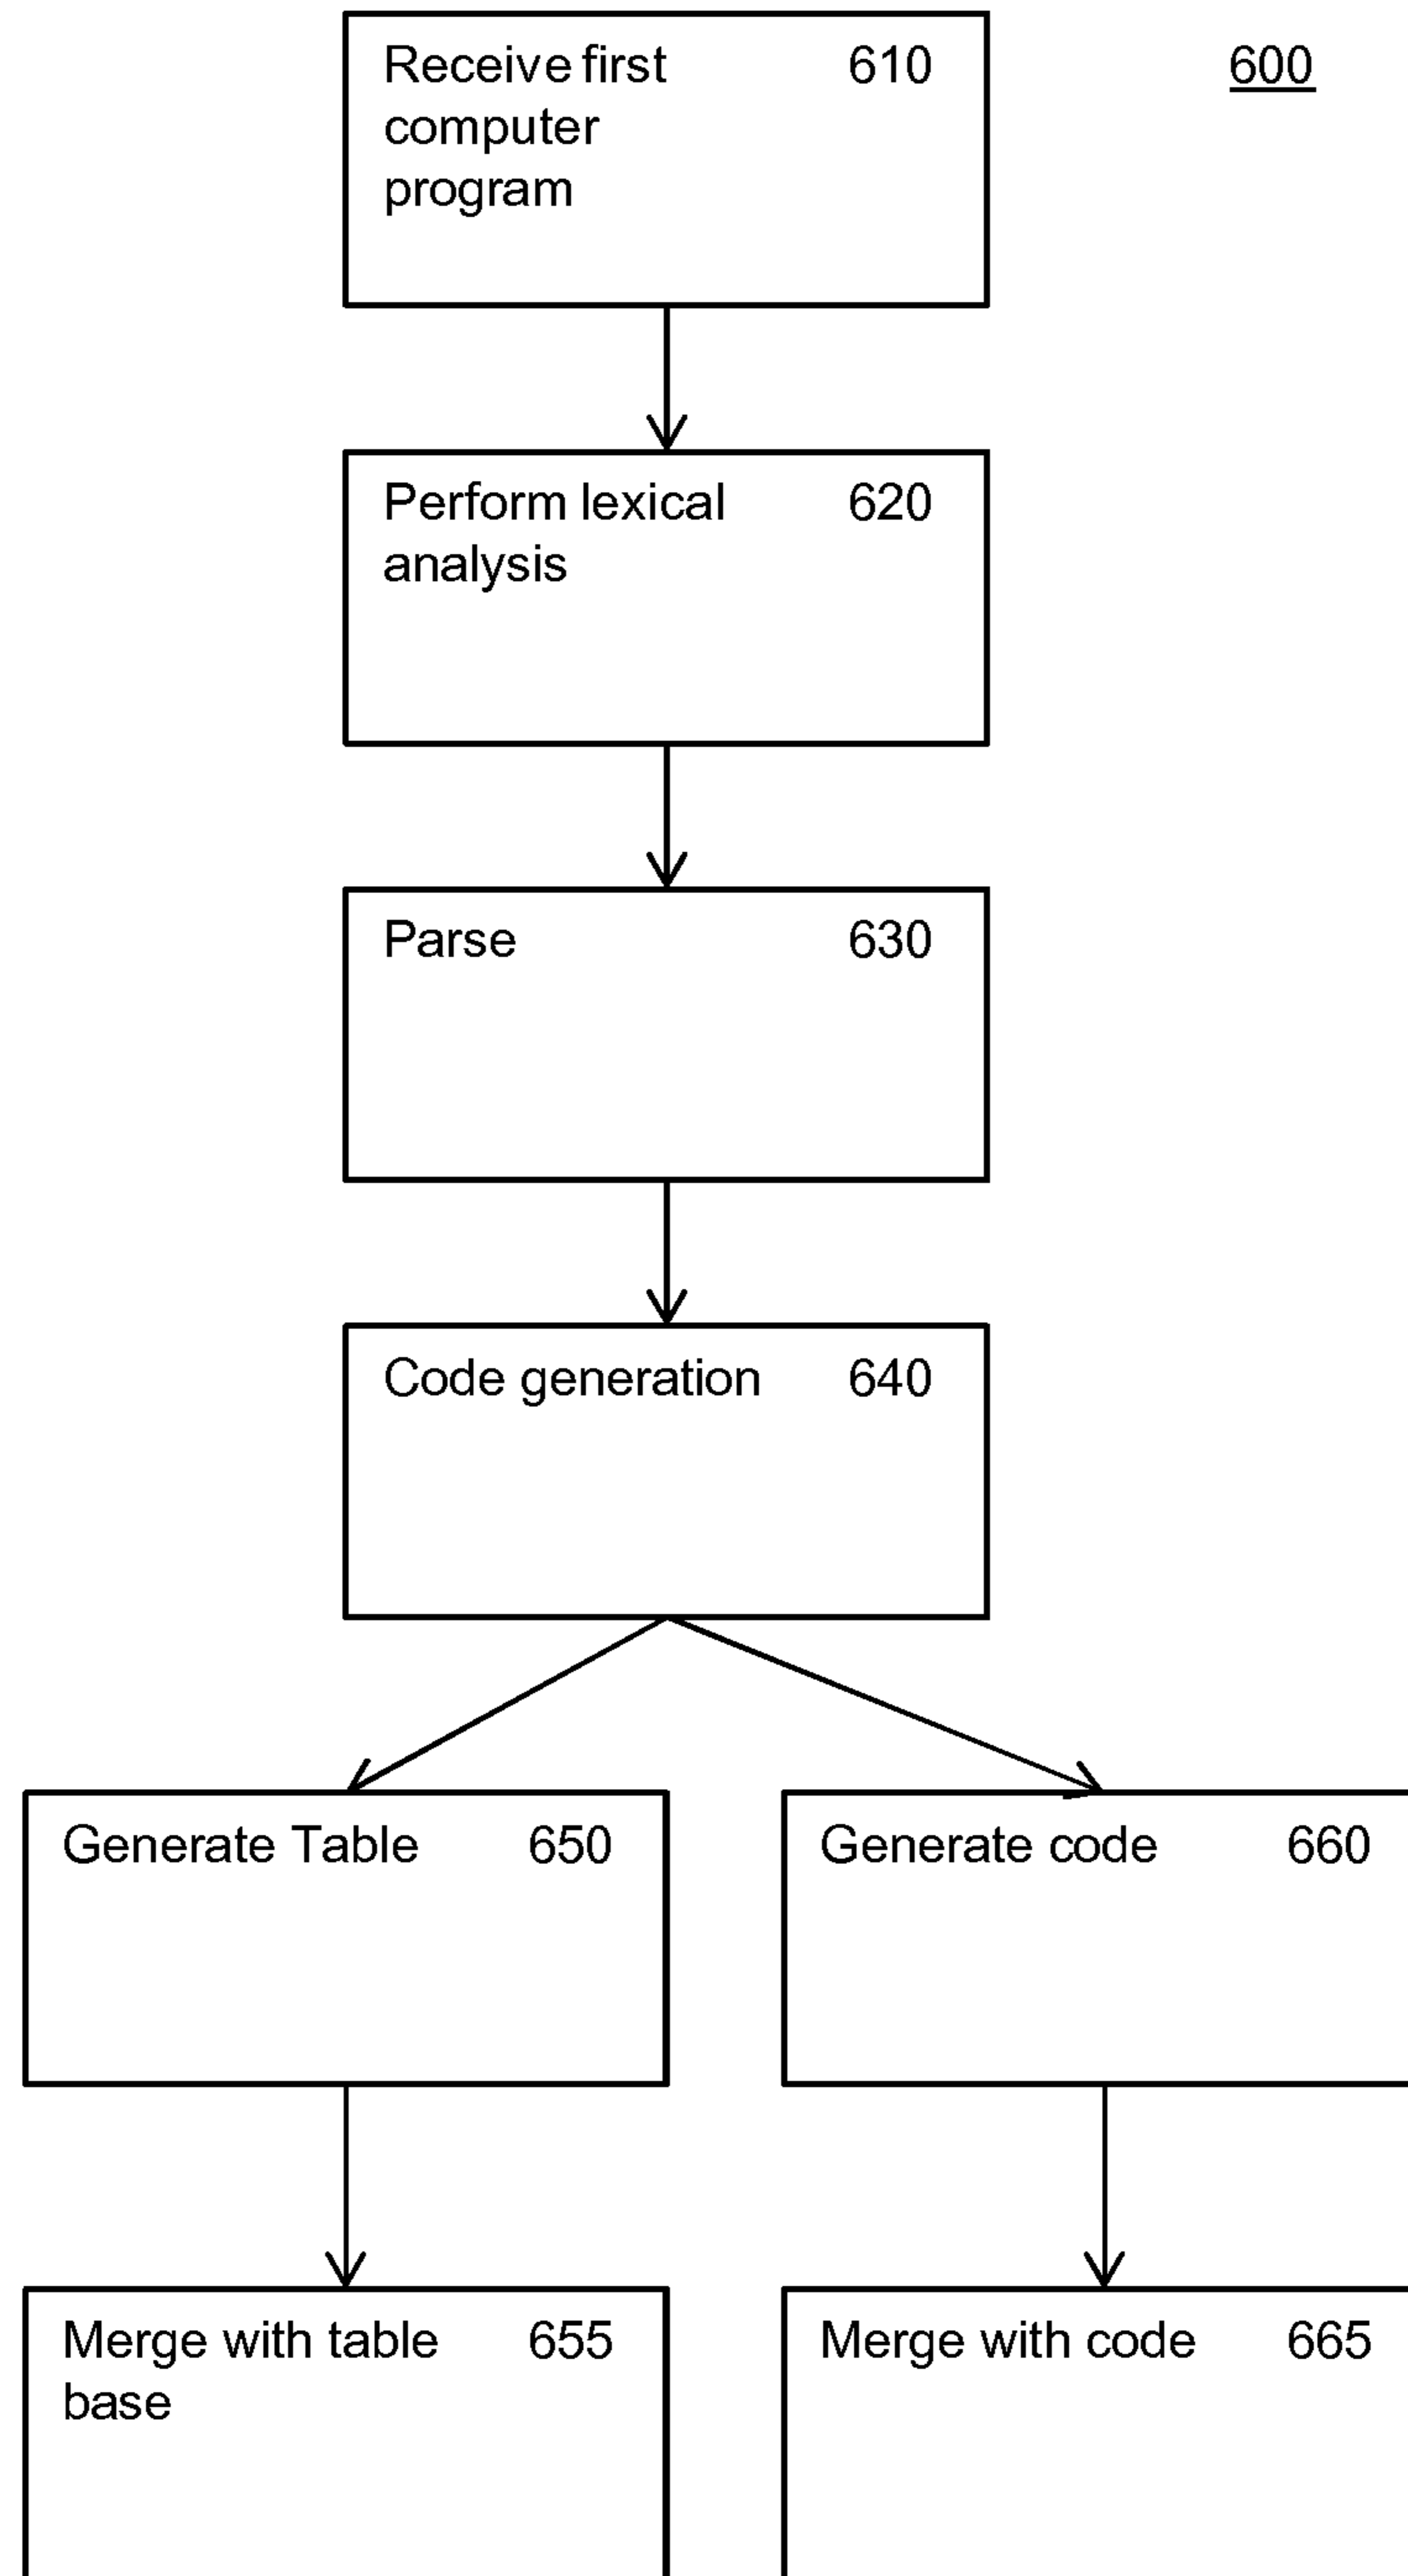 Receive first 610 600
computer
program
Perform lexical 620
analysis
Parse 630
Code generation 640
Generate Table 650 Generate code 660
Merge with table 655 Merge with code 665
base